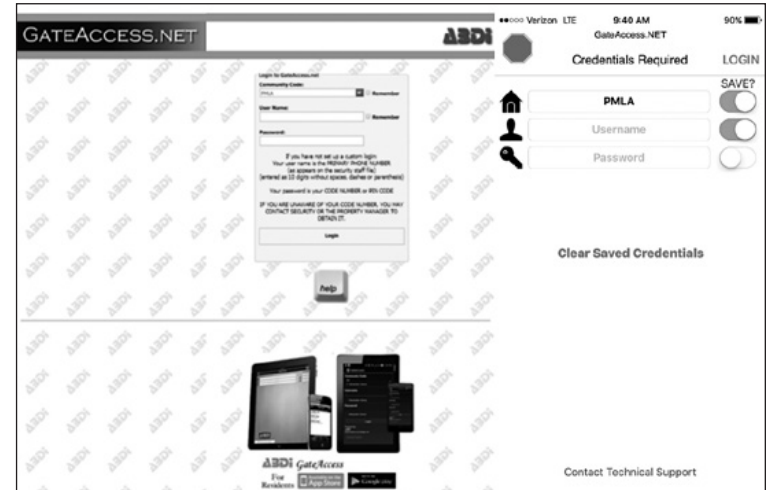 GATEACCESS.NET
ABDi
Login to GateAccess.net
Community Code:
PMLA
Remember
User Name:
Remember
Password:
If you have not set up a custom login
Your user name is the PRIMARY PHONE NUMBER
(as appears on the security staff file)
(entered as 10 digits without spaces, dashes or parenthesis)
Your password is your CODE NUMBER or PIN CODE
IF YOU ARE UNAWARE OF YOUR CODE NUMBER, YOU MAY
CONTACT SECURITY OR THE PROPERTY MANAGER TO
OBTAIN IT.
Login
help
ABDi GateAccess
For
Residents
App Store
Google play
Verizon LTE 9:40 AM 90%
GateAccess.NET
Credentials Required LOGIN
SAVE?
PMLA
Username
Password
Clear Saved Credentials
Contact Technical Support